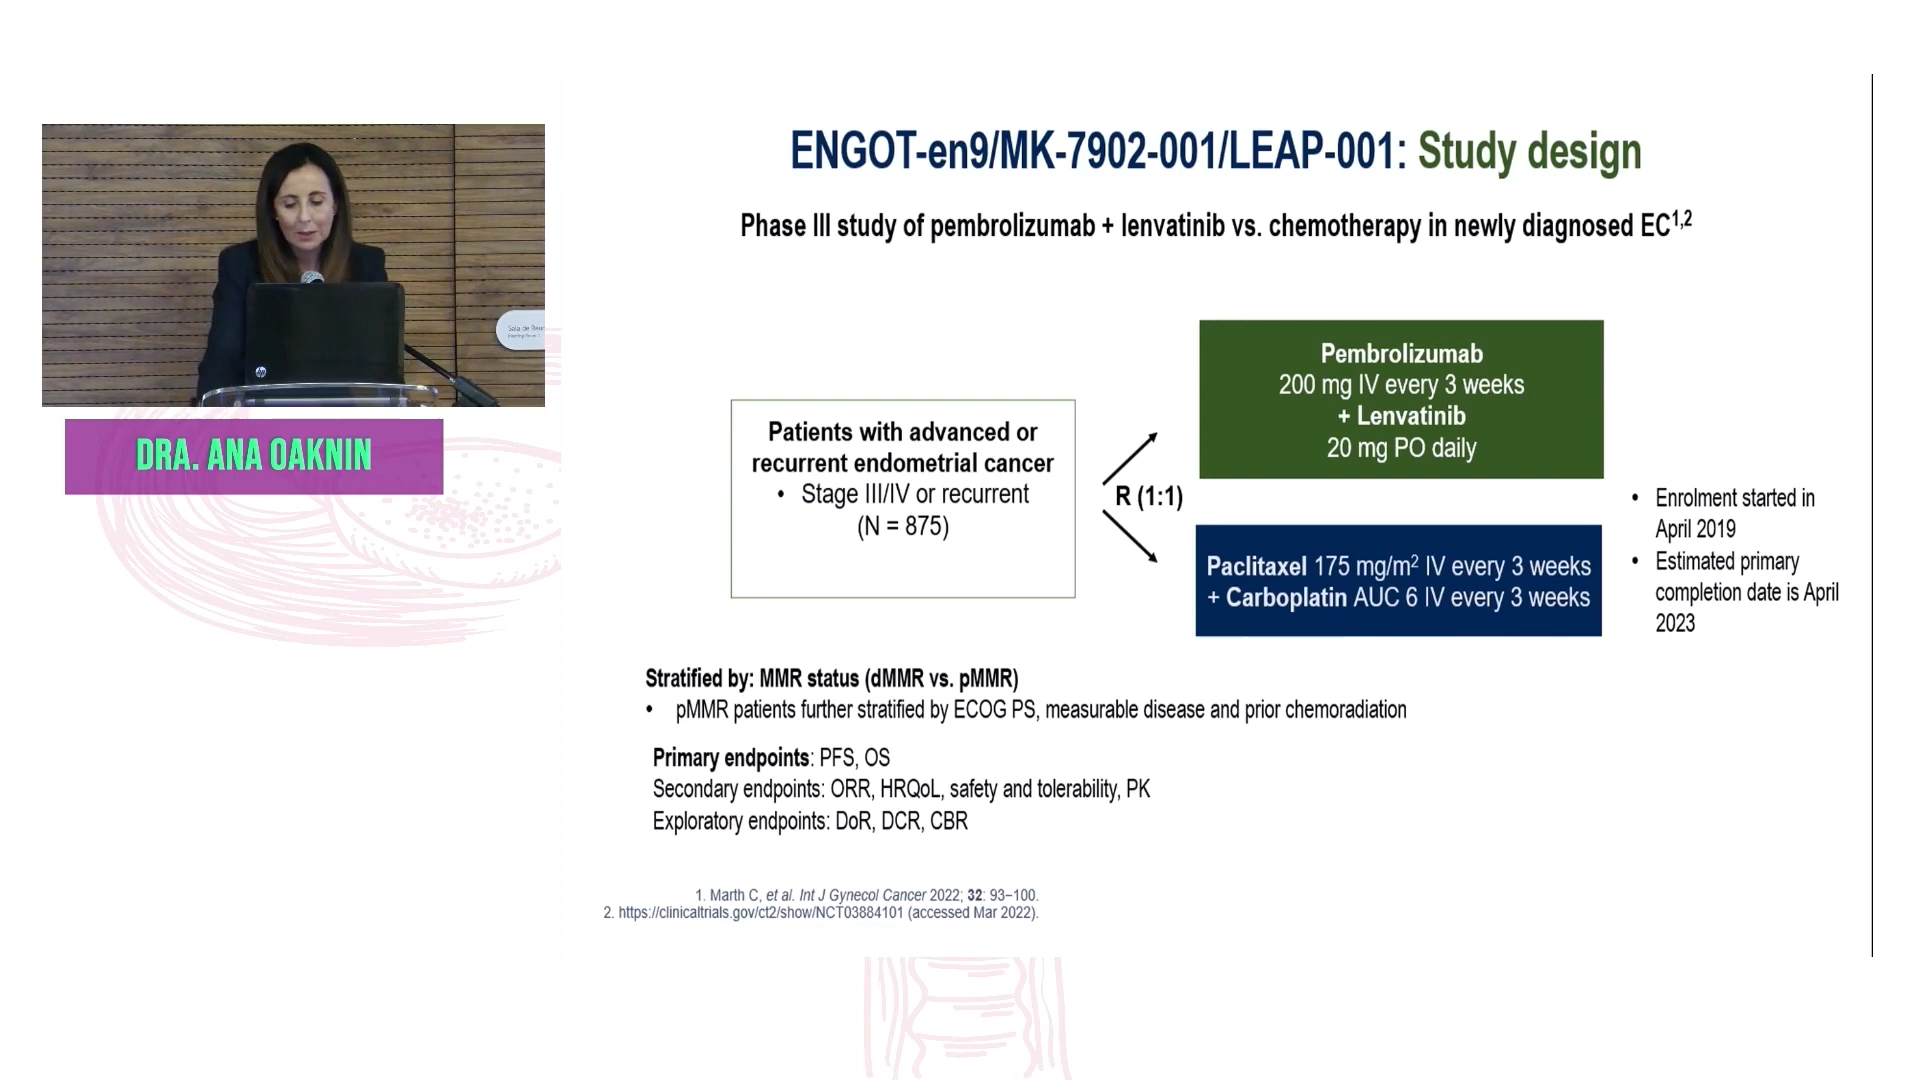 ENGOT-en9/MK-7902-001/LEAP-001: Study design
Phase III study of pembrolizumab + lenvatinib vs. chemotherapy in newly diagnosed EC1,2
Sala de
hp
DRA. ANA OAKNIN
Patients with advanced or
recurrent endometrial cancer
• Stage III/IV or recurrent
(N = 875)
R (1:1)
Pembrolizumab
200 mg IV every 3 weeks
+ Lenvatinib
20 mg PO daily
Paclitaxel 175 mg/m2 IV every 3 weeks
+ Carboplatin AUC 6 IV every 3 weeks
• Enrolment started in
April 2019
• Estimated primary
completion date is April
2023
Stratified by: MMR status (dMMR vs. pMMR)
• pMMR patients further stratified by ECOG PS, measurable disease and prior chemoradiation
Primary endpoints: PFS, OS
Secondary endpoints: ORR, HRQoL, safety and tolerability, PK
Exploratory endpoints: DoR, DCR, CBR
1. Marth C, et al. Int J Gynecol Cancer 2022; 32: 93–100.
2. https://clinicaltrials.gov/ct2/show/NCT03884101 (accessed Mar 2022).